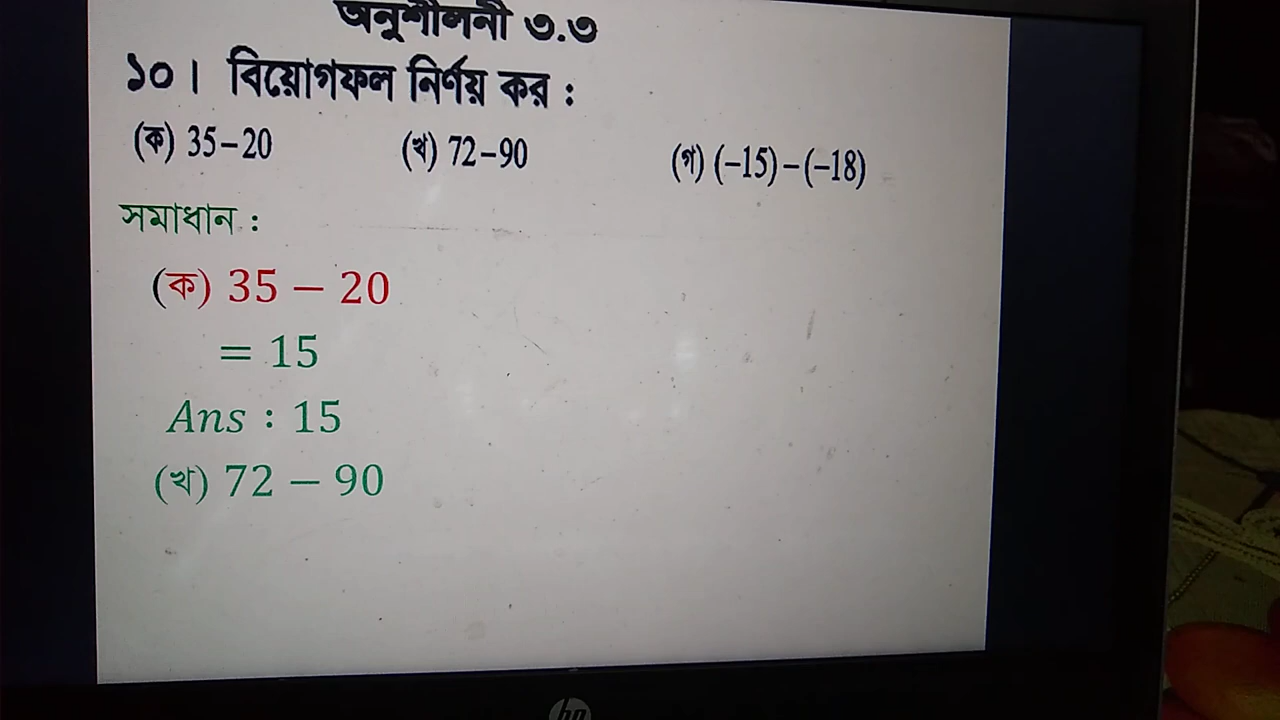 অনুশীলনী ৩.৩
১০। বিয়োগফল নির্ণয় কর :
(ক) 35–20 (খ) 72–90 (গ) (–15)–(–18)
সমাধান :
(ক) 35 − 20
= 15
Ans : 15
(খ) 72 − 90
hp